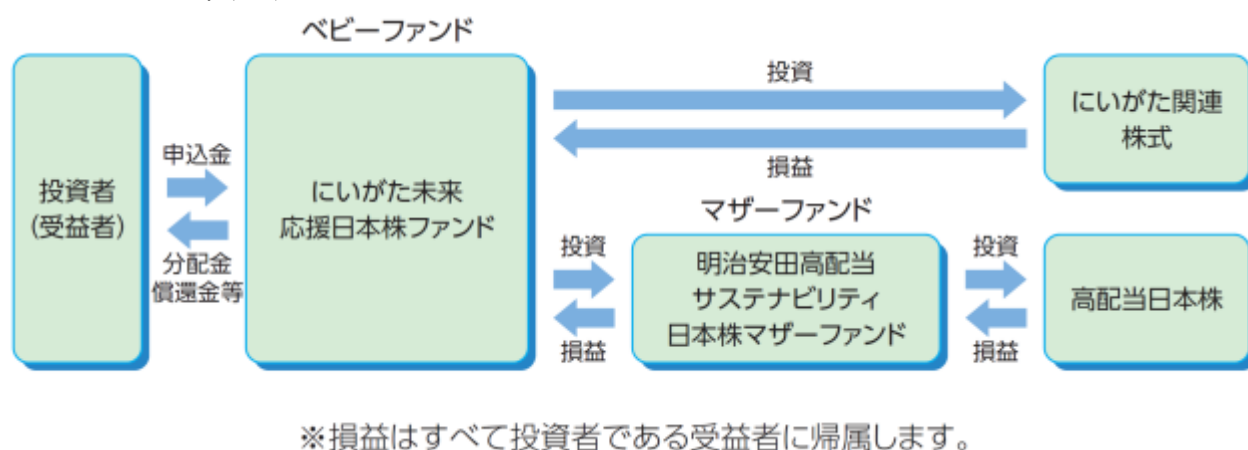 ベビーファンド
投資者
(受益者)
申込金
分配金
償還金等
にいがた未来
応援日本株ファンド
投資
損益
にいがた関連
株式
マザーファンド
投資
損益
明治安田高配当
サステナビリティ
日本株マザーファンド
投資
損益
高配当日本株
※損益はすべて投資者である受益者に帰属します。